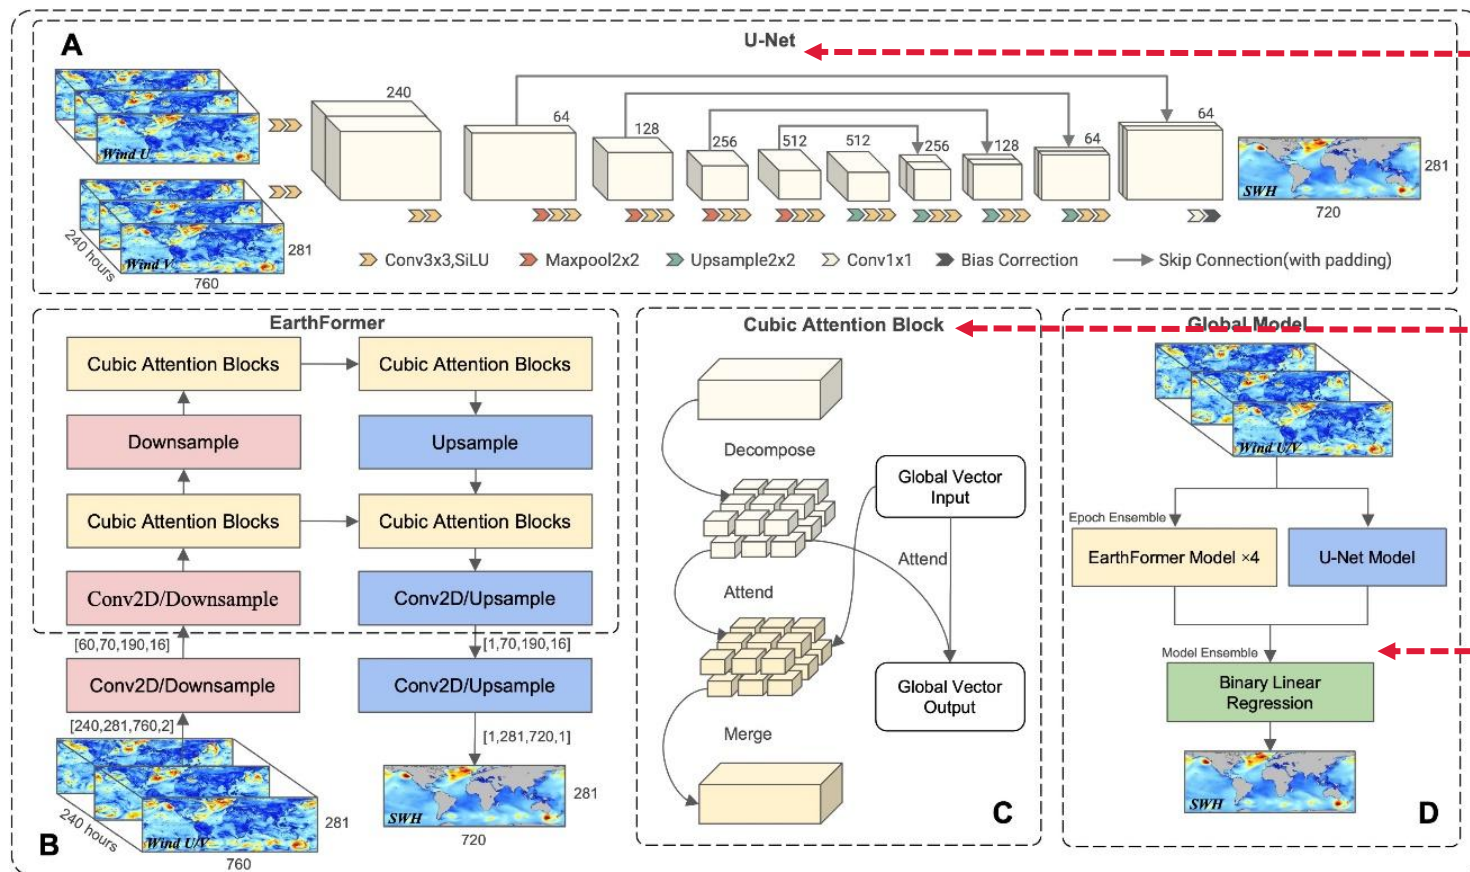 A
U-Net
240
64
128
256
512
512
256
128
64
64
Wind U
Wind V
240 hours
760
281
SWH
720
281
Conv3x3,SiLU
Maxpool2x2
Upsample2x2
Conv1x1
Bias Correction
Skip Connection(with padding)
EarthFormer
Cubic Attention Blocks
Cubic Attention Blocks
Downsample
Upsample
Cubic Attention Blocks
Cubic Attention Blocks
Conv2D/Downsample
Conv2D/Upsample
[60,70,190,16]
[1,70,190,16]
Conv2D/Downsample
Conv2D/Upsample
[240,281,760,2]
[1,281,720,1]
Wind U/V
240 hours
760
281
SWH
720
281
B
Cubic Attention Block
Decompose
Global Vector
Input
Attend
Attend
Global Vector
Output
Merge
C
Global Model
Wind U/V
Epoch Ensemble
EarthFormer Model ×4
U-Net Model
Model Ensemble
Binary Linear
Regression
SWH
D